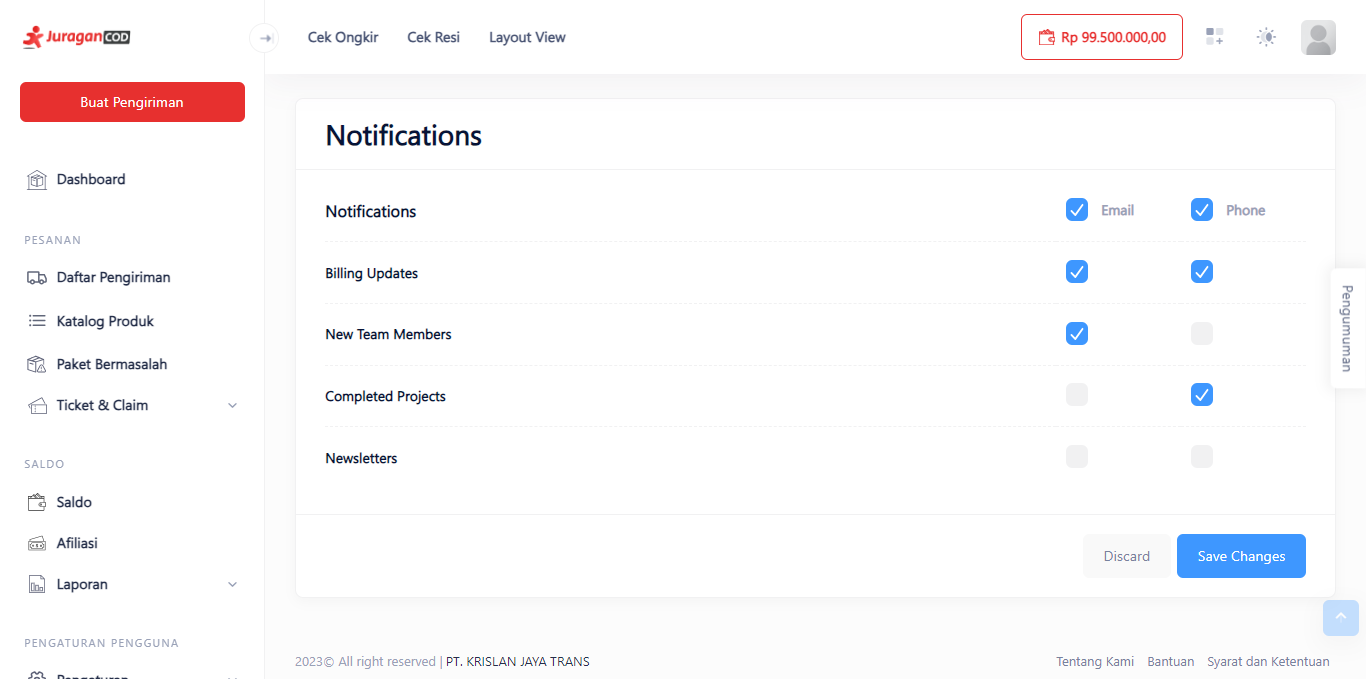 JuraganCOD
Cek Ongkir
Cek Resi
Layout View
Rp 99.500.000,00
Buat Pengiriman
Dashboard
PESANAN
Daftar Pengiriman
Katalog Produk
Paket Bermasalah
Ticket & Claim
SALDO
Saldo
Afiliasi
Laporan
PENGATURAN PENGGUNA
Pengaturan
Notifications
Notifications
Email
Phone
Billing Updates
New Team Members
Completed Projects
Newsletters
Discard
Save Changes
Pengumuman
2023© All right reserved | PT. KRISLAN JAYA TRANS
Tentang Kami
Bantuan
Syarat dan Ketentuan